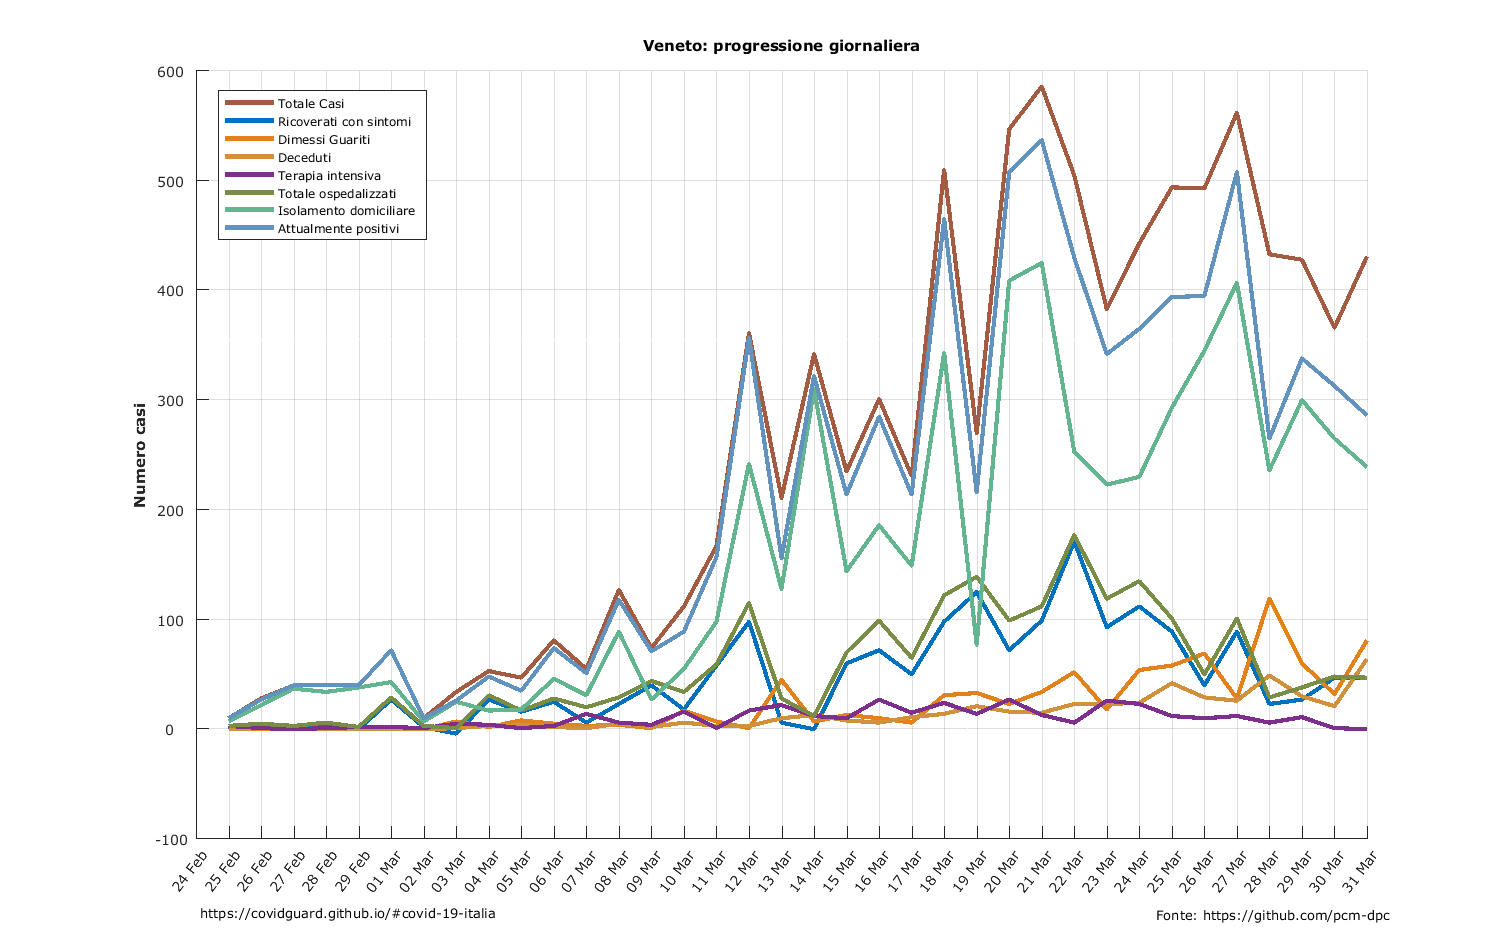 Veneto: progressione giornaliera
600
500
400
300
200
100
0
-100
Numero casi
Totale Casi
Ricoverati con sintomi
Dimessi Guariti
Deceduti
Terapia intensiva
Totale ospedalizzati
Isolamento domiciliare
Attualmente positivi
24 Feb
25 Feb
26 Feb
27 Feb
28 Feb
29 Feb
01 Mar
02 Mar
03 Mar
04 Mar
05 Mar
06 Mar
07 Mar
08 Mar
09 Mar
10 Mar
11 Mar
12 Mar
13 Mar
14 Mar
15 Mar
16 Mar
17 Mar
18 Mar
19 Mar
20 Mar
21 Mar
22 Mar
23 Mar
24 Mar
25 Mar
26 Mar
27 Mar
28 Mar
29 Mar
30 Mar
31 Mar
https://covidguard.github.io/#covid-19-italia
Fonte: https://github.com/pcm-dpc